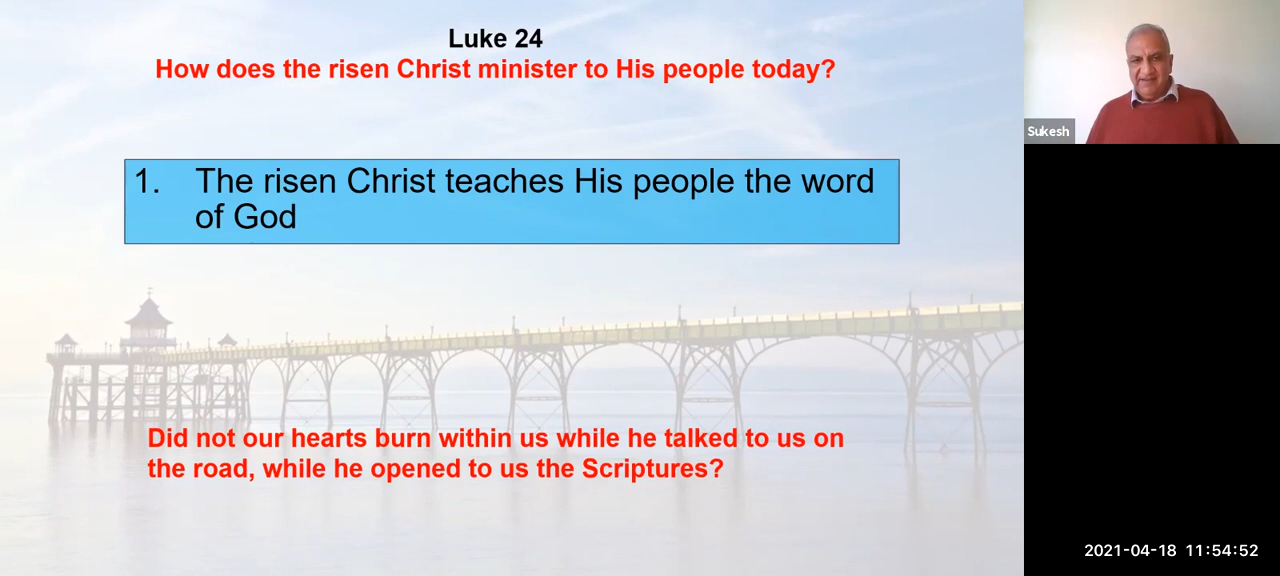 Luke 24
How does the risen Christ minister to His people today?
1. The risen Christ teaches His people the word
of God
Did not our hearts burn within us while he talked to us on
the road, while he opened to us the Scriptures?
Sukesh
2021-04-18 11:54:52